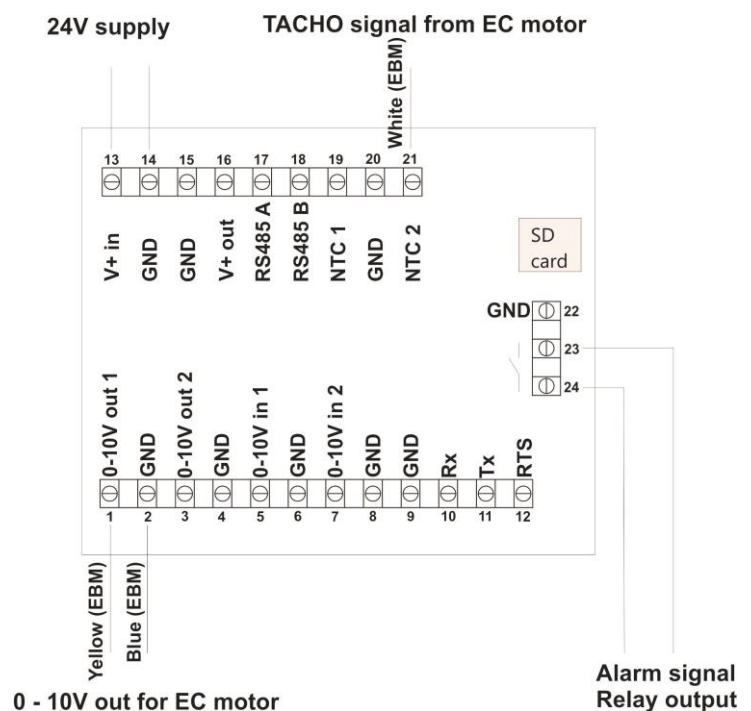 24V supply
TACHO signal from EC motor
White (EBM)
13 14 15 16 17 18 19 20 21
V+ in
GND
GND
V+ out
RS485 A
RS485 B
NTC 1
GND
NTC 2
SD
card
GND 22
23
24
0-10V out 1
GND
0-10V out 2
GND
0-10V in 1
GND
0-10V in 2
GND
GND
Rx
Tx
RTS
1 2 3 4 5 6 7 8 9 10 11 12
Yellow (EBM)
Blue (EBM)
0 - 10V out for EC motor
Alarm signal
Relay output